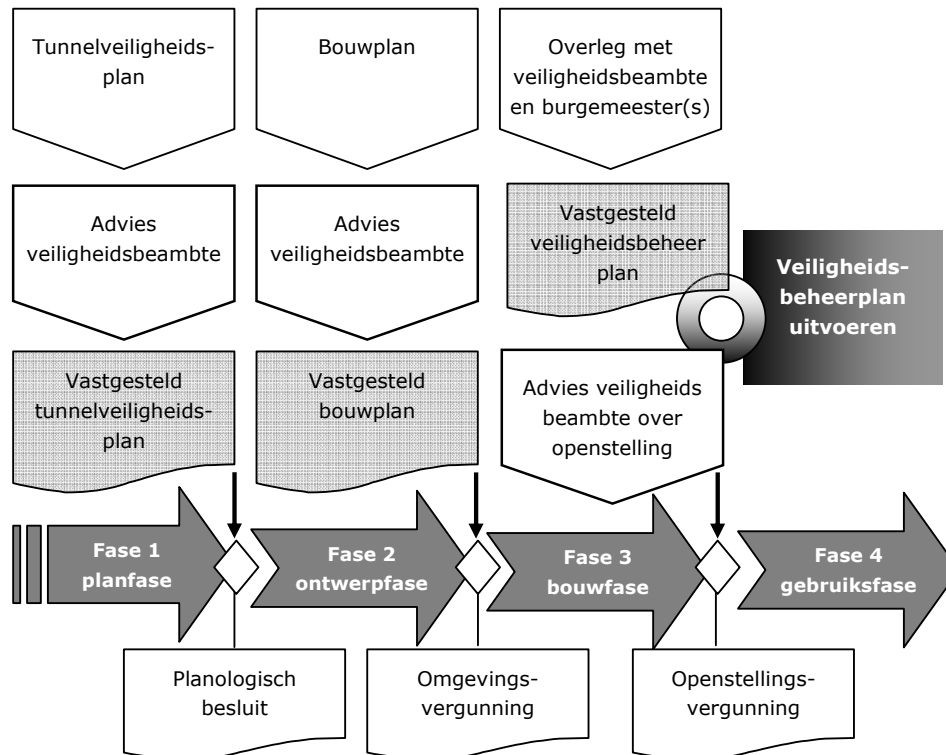 Tunnelveiligheids-
plan
Bouwplan
Overleg met
veiligheidsbeambte
en burgemeester(s)
Advies
veiligheidsbeambte
Advies
veiligheidsbeambte
Vastgesteld
veiligheidsbeheer
plan
Veiligheids-
beheerplan
uitvoeren
Vastgesteld
tunnelveiligheids-
plan
Vastgesteld
bouwplan
Advies veiligheids
beambte over
openstelling
Fase 1
planfase
Fase 2
ontwerpfase
Fase 3
bouwfase
Fase 4
gebruiksfase
Planologisch
besluit
Omgevings-
vergunning
Openstellings-
vergunning